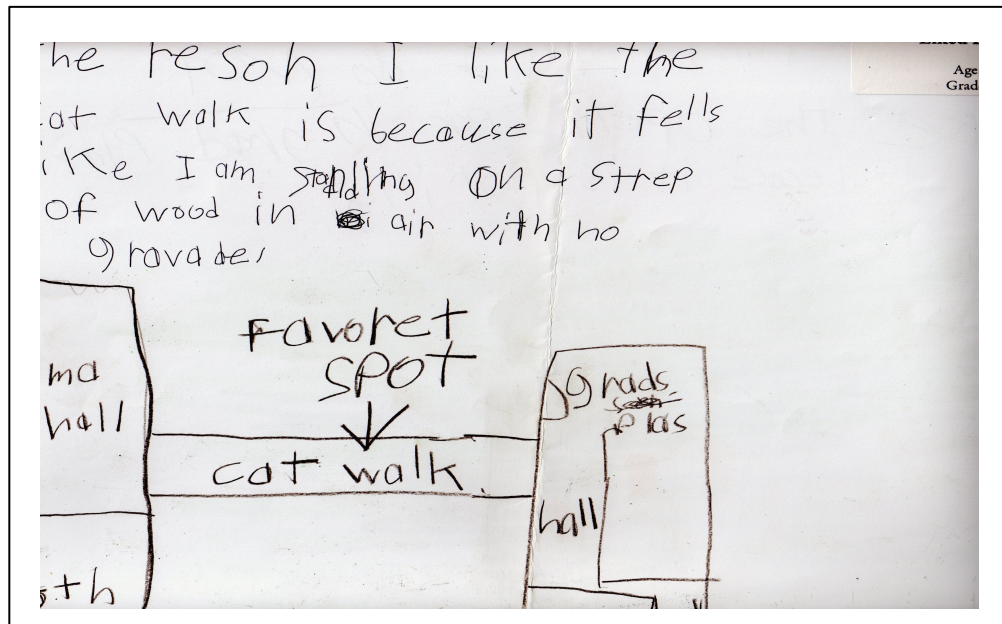 he resoh I like the
at walk is because it fells
ike I am standing on a strep
of wood in air with no
gravader
Favoret
SPOT
ma
hall
cat walk
grads
plas
hall
th
Age
Grad